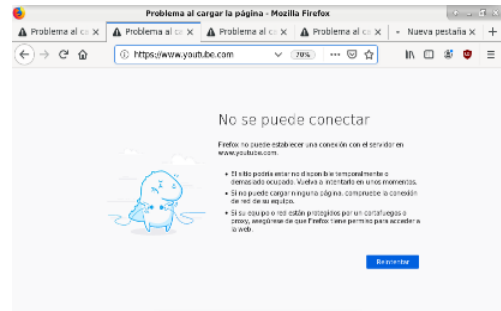 Problema al cargar la página - Mozilla Firefox
Problema al ca
Problema al ca
Problema al ca
Problema al ca
Nueva pestaña
https://www.youtube.com
70%
No se puede conectar
Firefox no puede establecer una conexión con el servidor en
www.youtube.com.
El sitio podría estar no disponible temporalmente o
demasiado ocupado. Vuelva a intentarlo en unos momentos.
Si no puede cargar ninguna página, compruebe la conexión
de red de su equipo.
Si su equipo o red están protegidos por un cortafuegos o
proxy, asegúrese de que Firefox tiene permiso para acceder a
la web.
Reintentar